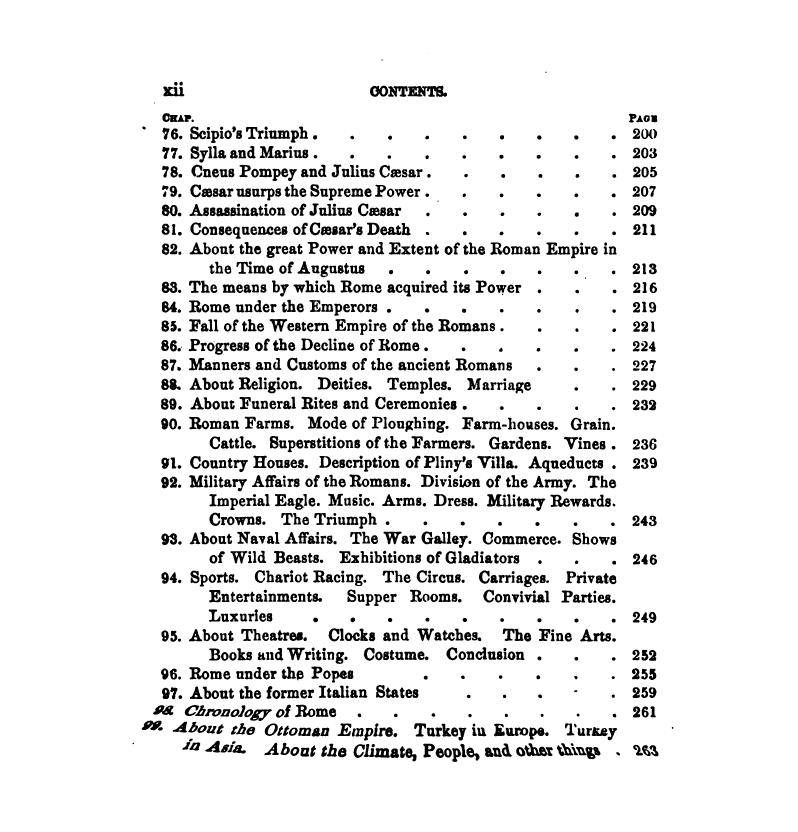 xii CONTENTS.
CHAP. PAGE
76. Scipio's Triumph . . . . . . . . . 200
77. Sylla and Marius . . . . . . . . . 203
78. Cneus Pompey and Julius Cæsar . . . . . . 205
79. Cæsar usurps the Supreme Power . . . . . . 207
80. Assassination of Julius Cæsar . . . . . . 209
81. Consequences of Cæsar's Death . . . . . . 211
82. About the great Power and Extent of the Roman Empire in
the Time of Augustus . . . . . . . 213
83. The means by which Rome acquired its Power . . . 216
84. Rome under the Emperors . . . . . . . 219
85. Fall of the Western Empire of the Romans . . . . 221
86. Progress of the Decline of Rome . . . . . . 224
87. Manners and Customs of the ancient Romans . . . 227
88. About Religion. Deities. Temples. Marriage . . 229
89. About Funeral Rites and Ceremonies . . . . . 232
90. Roman Farms. Mode of Ploughing. Farm-houses. Grain.
Cattle. Superstitions of the Farmers. Gardens. Vines . 236
91. Country Houses. Description of Pliny's Villa. Aqueducts . 239
92. Military Affairs of the Romans. Division of the Army. The
Imperial Eagle. Music. Arms. Dress. Military Rewards.
Crowns. The Triumph . . . . . . . 243
93. About Naval Affairs. The War Galley. Commerce. Shows
of Wild Beasts. Exhibitions of Gladiators . . . 246
94. Sports. Chariot Racing. The Circus. Carriages. Private
Entertainments. Supper Rooms. Convivial Parties.
Luxuries . . . . . . . . . 249
95. About Theatres. Clocks and Watches. The Fine Arts.
Books and Writing. Costume. Conclusion . . . 252
96. Rome under the Popes . . . . . . 255
97. About the former Italian States . . . . . 259
98. Chronology of Rome . . . . . . . . 261
99. About the Ottoman Empire. Turkey in Europe. Turkey
in Asia. About the Climate, People, and other things . 263